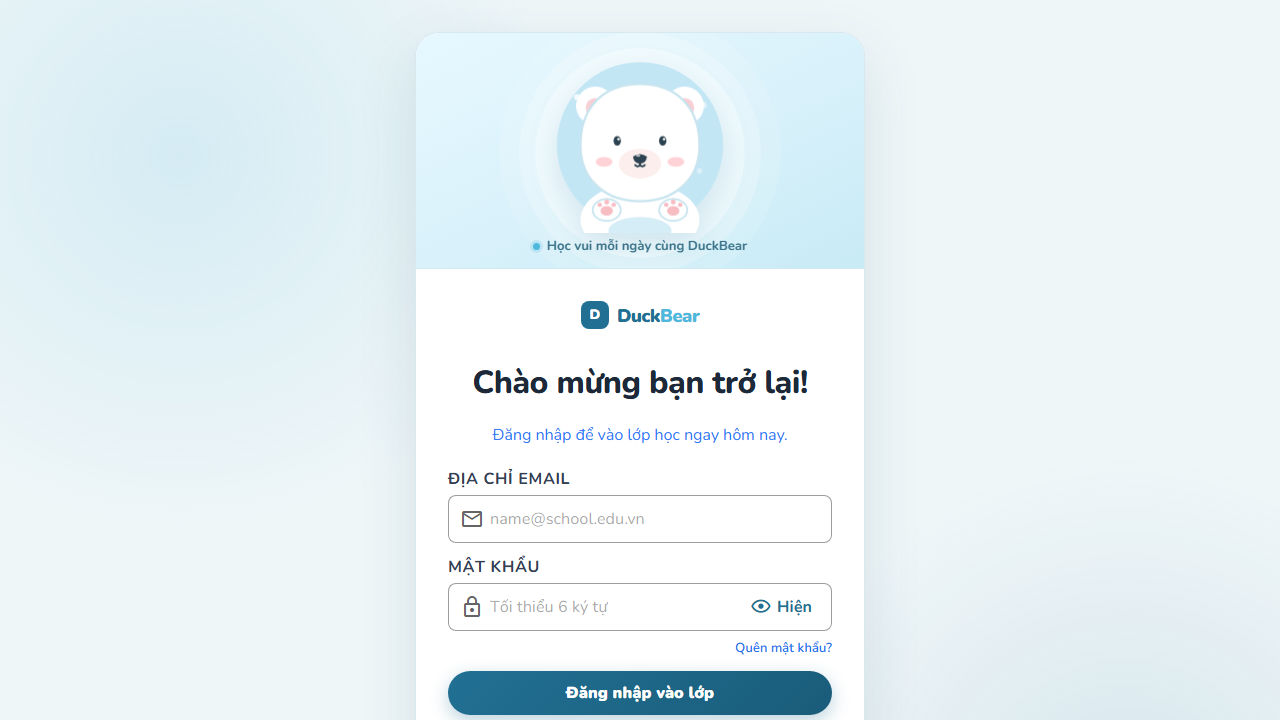 Học vui mỗi ngày cùng DuckBear
D DuckBear
Chào mừng bạn trở lại!
Đăng nhập để vào lớp học ngay hôm nay.
ĐỊA CHỈ EMAIL
name@school.edu.vn
MẬT KHẨU
Tối thiểu 6 ký tự Hiện
Quên mật khẩu?
Đăng nhập vào lớp